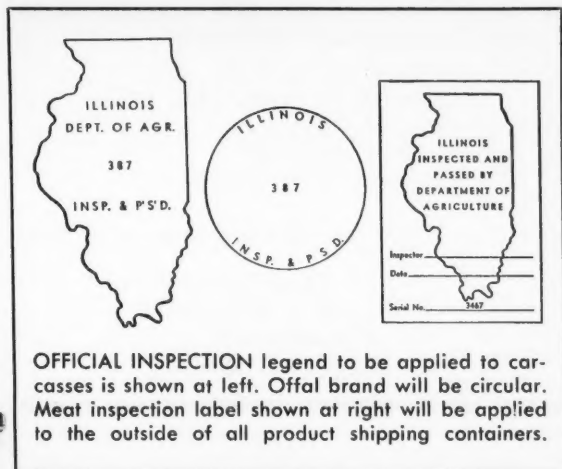 ILLINOIS
DEPT. OF AGR.
387
INSP. & P'S'D.
ILLINOIS
387
INSP. & PSD.
ILLINOIS
INSPECTED AND
PASSED BY
DEPARTMENT OF
AGRICULTURE
Inspector
Date
Serial No. 3467
OFFICIAL INSPECTION legend to be applied to car-
casses is shown at left. Offal brand will be circular.
Meat inspection label shown at right will be applied
to the outside of all product shipping containers.